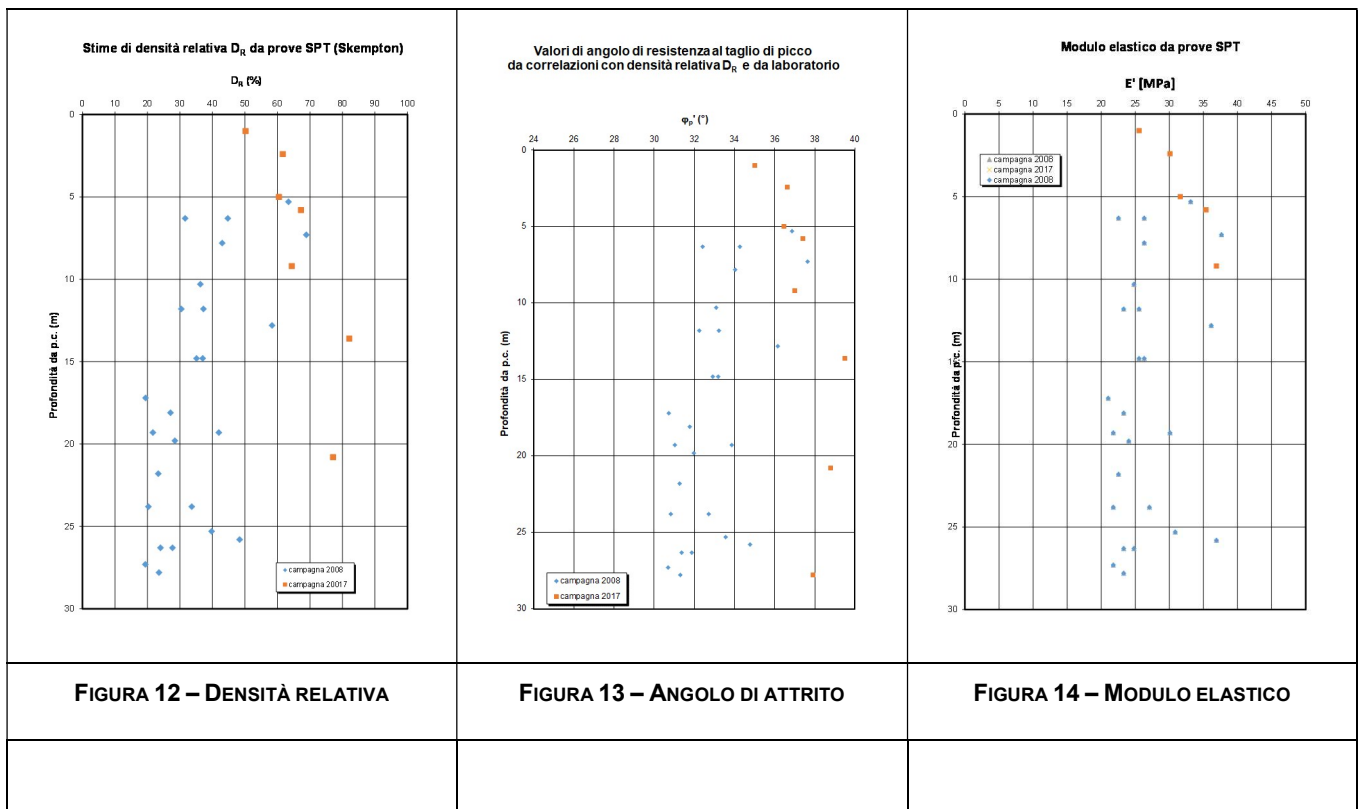 Stime di densità relativa DR da prove SPT (Skempton)
DR (%)
0 10 20 30 40 50 60 70 80 90 100
0
5
10
15
20
25
30
Profondità da p.c. (m)
campagna 2008
campagna 20017
Valori di angolo di resistenza al taglio di picco
da correlazioni con densità relativa DR e da laboratorio
φp' (°)
24 26 28 30 32 34 36 38 40
0
5
10
15
20
25
30
Profondità da p.c. (m)
campagna 2008
campagna 2017
Modulo elastico da prove SPT
E' [MPa]
0 5 10 15 20 25 30 35 40 45 50
0
5
10
15
20
25
30
Profondità da p.c. (m)
campagna 2008
campagna 2017
campagna 2008
FIGURA 12 – DENSITÀ RELATIVA
FIGURA 13 – ANGOLO DI ATTRITO
FIGURA 14 – MODULO ELASTICO